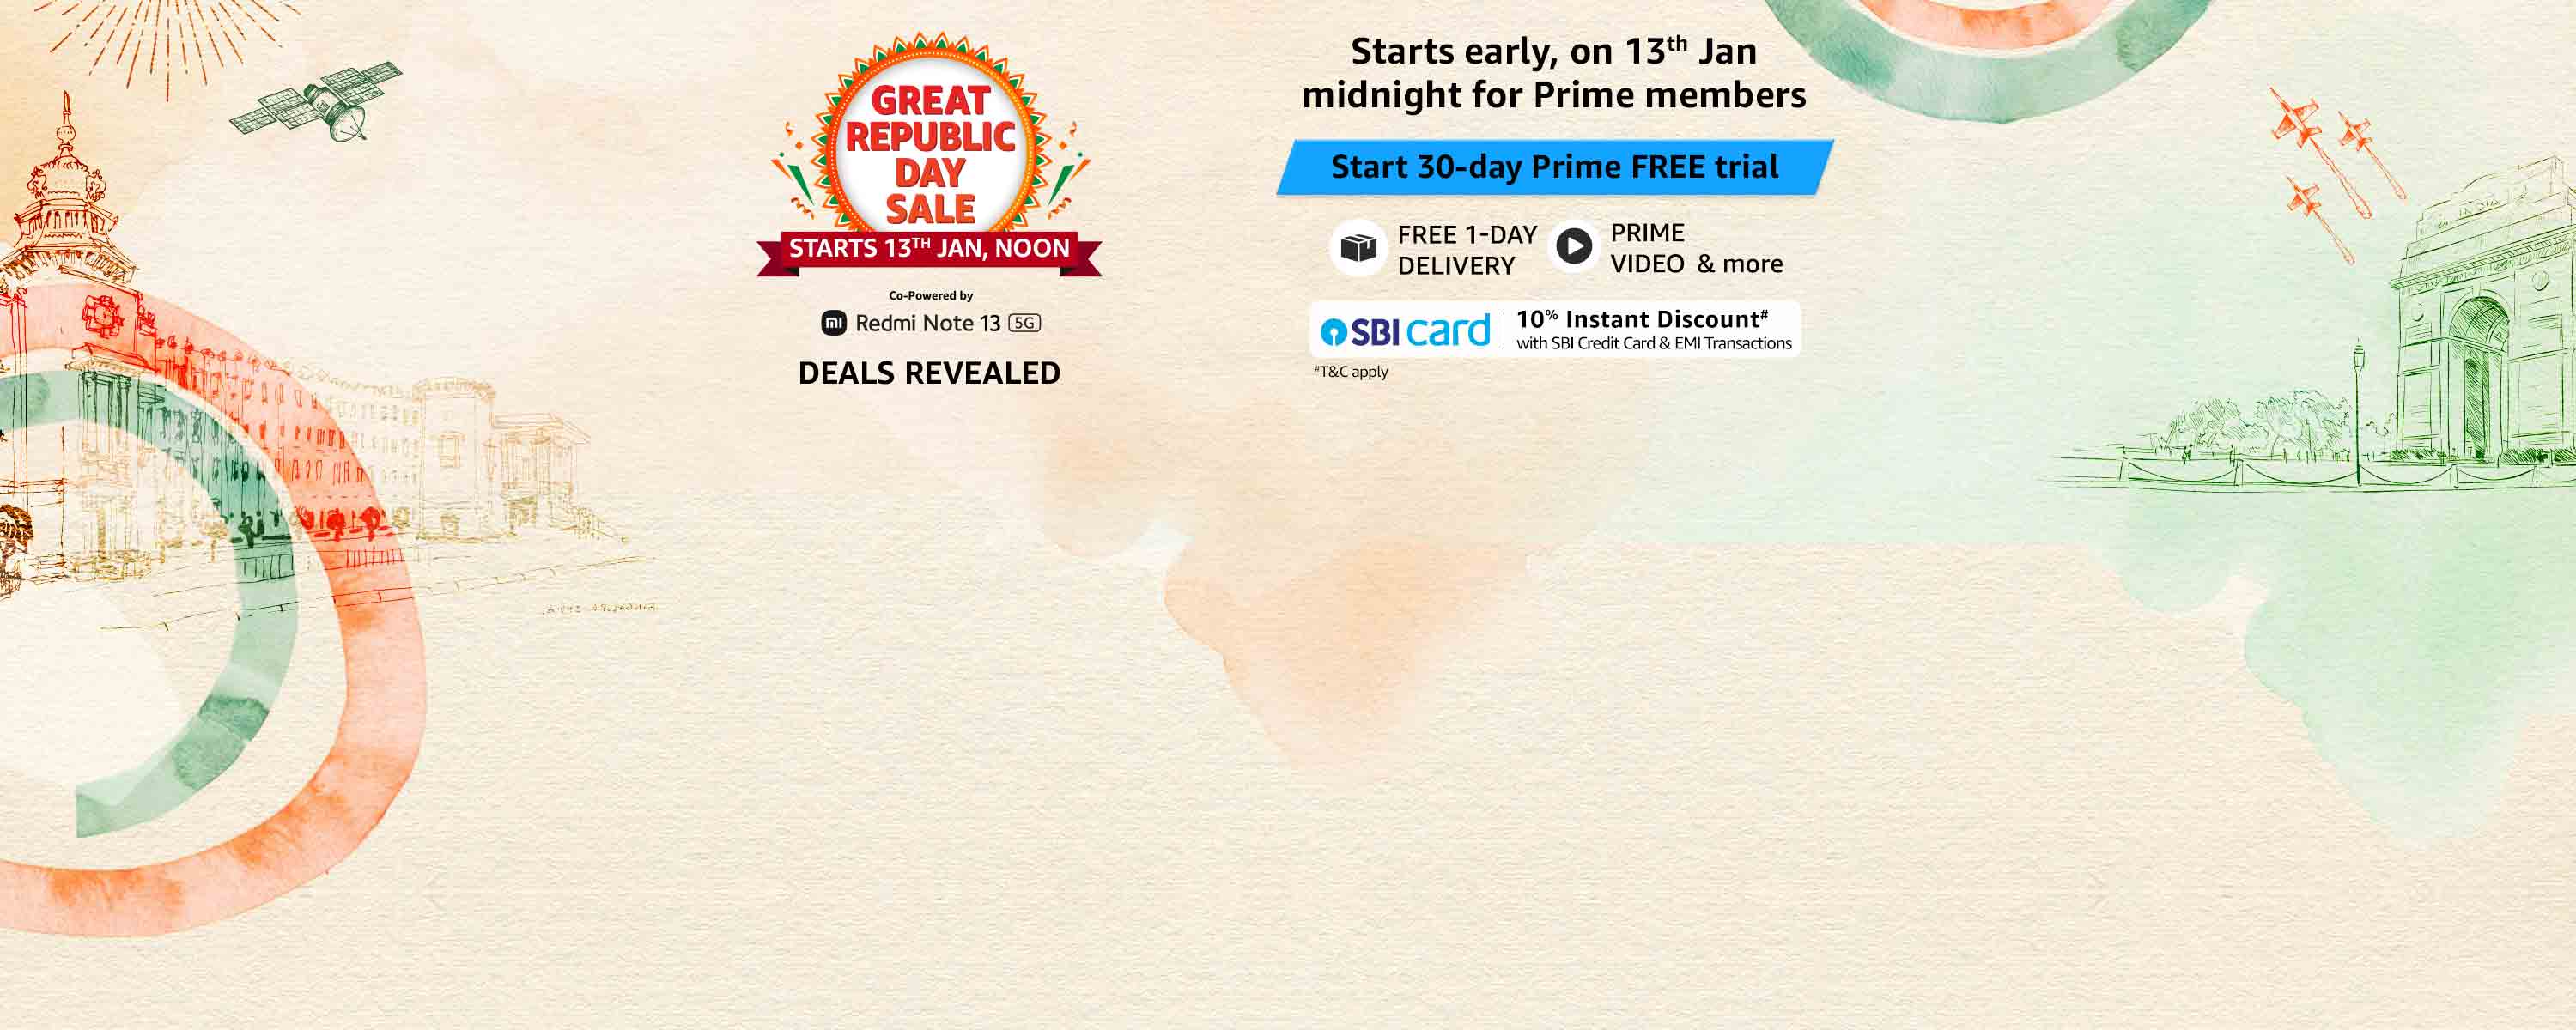 GREAT
REPUBLIC
DAY
SALE
STARTS 13TH JAN, NOON
Co-Powered by
mi Redmi Note 13 5G
DEALS REVEALED
Starts early, on 13th Jan
midnight for Prime members
Start 30-day Prime FREE trial
FREE 1-DAY
DELIVERY
PRIME
VIDEO & more
SBI card
10% Instant Discount#
with SBI Credit Card & EMI Transactions
#T&C apply
INDIA